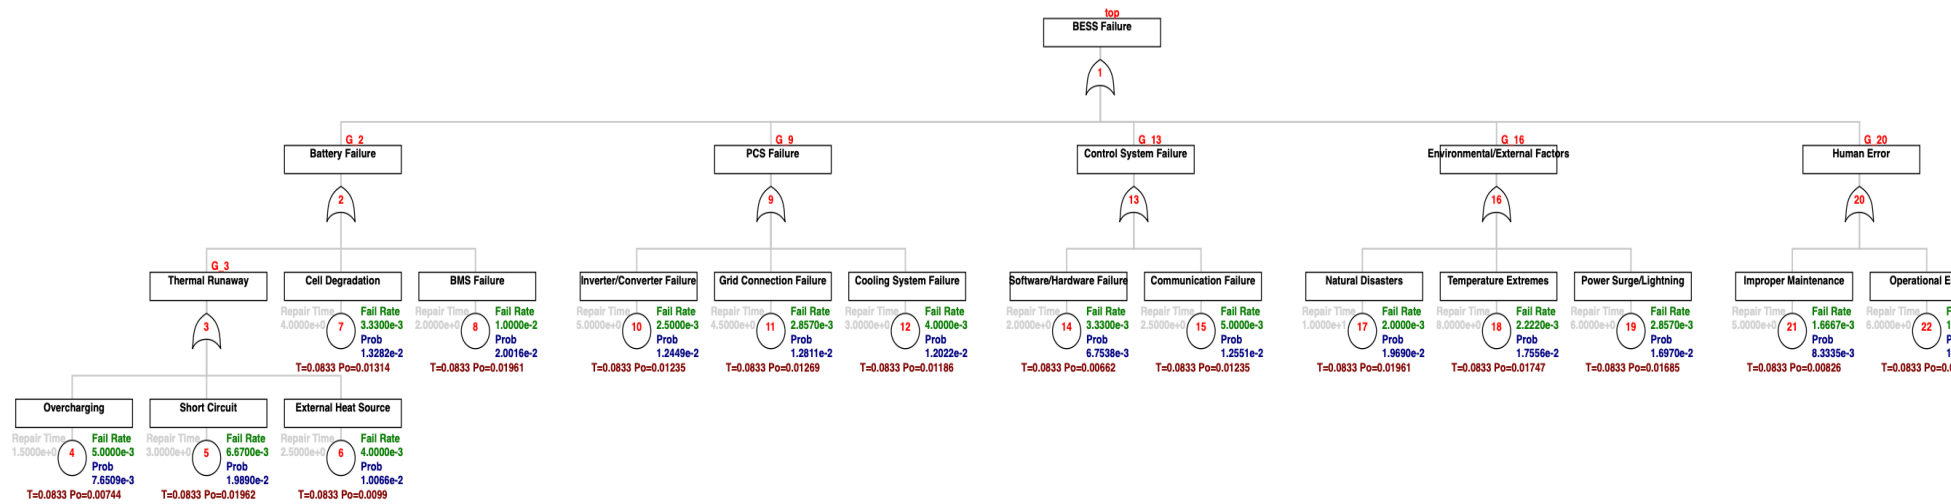 top
BESS Failure
1
G_2
Battery Failure
2
G_9
PCS Failure
9
G_13
Control System Failure
13
G_16
Environmental/External Factors
16
G_20
Human Error
20
G_3
Thermal Runaway
3
Cell Degradation
Repair Time
4.0000e+0
7
Fail Rate
3.3300e-3
Prob
1.3282e-2
T=0.0833 Po=0.01314
BMS Failure
Repair Time
2.0000e+0
8
Fail Rate
1.0000e-2
Prob
2.0016e-2
T=0.0833 Po=0.01961
Inverter/Converter Failure
Repair Time
5.0000e+0
10
Fail Rate
2.5000e-3
Prob
1.2449e-2
T=0.0833 Po=0.01235
Grid Connection Failure
Repair Time
4.5000e+0
11
Fail Rate
2.8570e-3
Prob
1.2811e-2
T=0.0833 Po=0.01269
Cooling System Failure
Repair Time
3.0000e+0
12
Fail Rate
4.0000e-3
Prob
1.2022e-2
T=0.0833 Po=0.01186
Software/Hardware Failure
Repair Time
2.0000e+0
14
Fail Rate
3.3300e-3
Prob
6.7538e-3
T=0.0833 Po=0.00662
Communication Failure
Repair Time
2.5000e+0
15
Fail Rate
5.0000e-3
Prob
1.2551e-2
T=0.0833 Po=0.01235
Natural Disasters
Repair Time
1.0000e+1
17
Fail Rate
2.0000e-3
Prob
1.9690e-2
T=0.0833 Po=0.01961
Temperature Extremes
Repair Time
8.0000e+0
18
Fail Rate
2.2220e-3
Prob
1.7556e-2
T=0.0833 Po=0.01747
Power Surge/Lightning
Repair Time
6.0000e+0
19
Fail Rate
2.8570e-3
Prob
1.6970e-2
T=0.0833 Po=0.01685
Improper Maintenance
Repair Time
5.0000e+0
21
Fail Rate
1.6667e-3
Prob
8.3335e-3
T=0.0833 Po=0.00826
Operational E
Repair Time
6.0000e+0
22
T=0.0833 Po=0.0
Overcharging
Repair Time
1.5000e+0
4
Fail Rate
5.0000e-3
Prob
7.6509e-3
T=0.0833 Po=0.00744
Short Circuit
Repair Time
3.0000e+0
5
Fail Rate
6.6700e-3
Prob
1.9890e-2
T=0.0833 Po=0.01962
External Heat Source
Repair Time
2.5000e+0
6
Fail Rate
4.0000e-3
Prob
1.0066e-2
T=0.0833 Po=0.0099